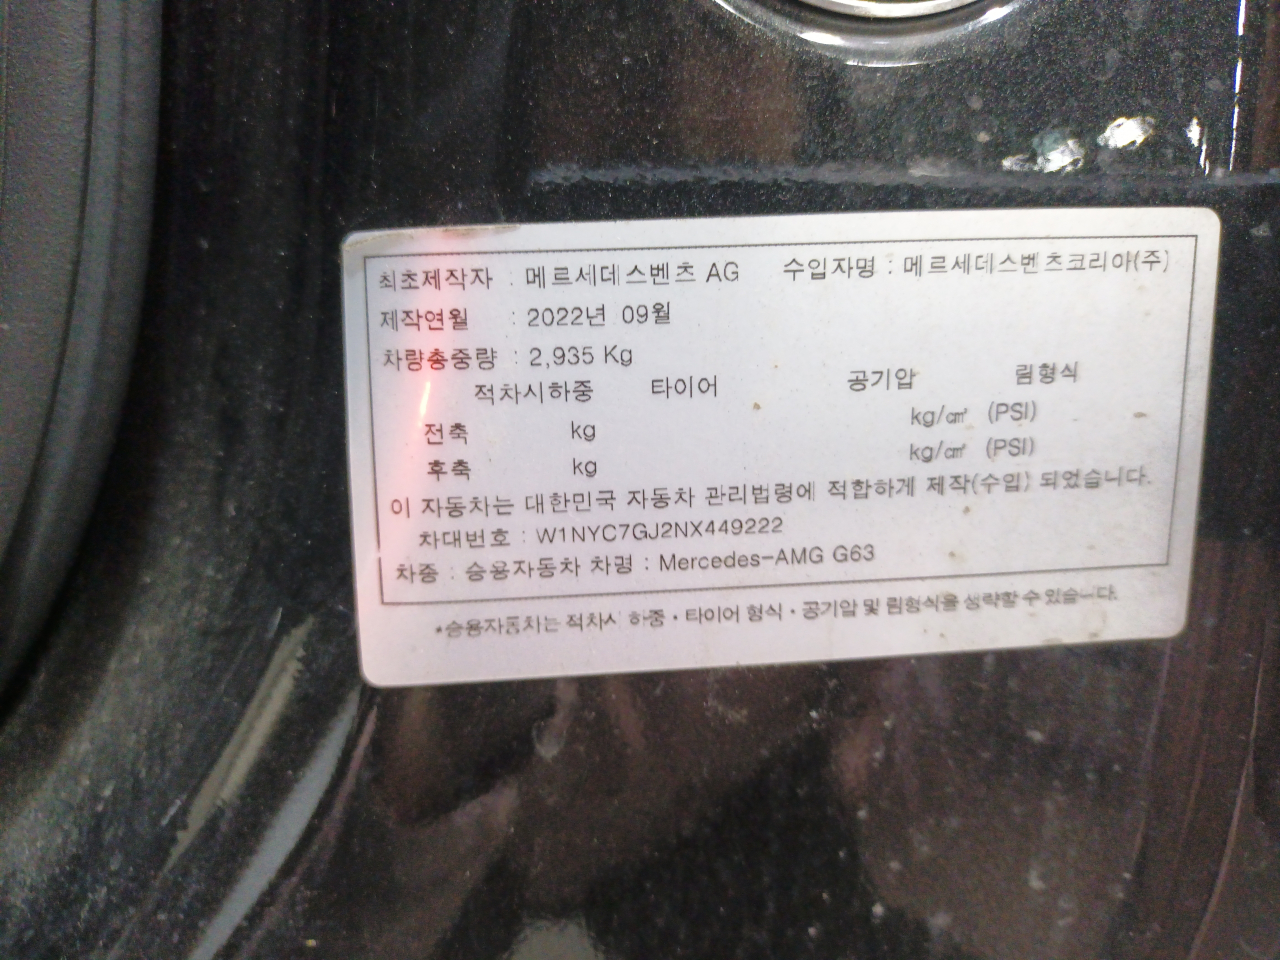 최초제작자 : 메르세데스벤츠 AG 수입자명 : 메르세데스벤츠코리아(주)
제작연월 : 2022년 09월
차량총중량 : 2,935 Kg
적차시하중 타이어 공기압 림형식
전축 kg kg/㎠ (PSI)
후축 kg kg/㎠ (PSI)
이 자동차는 대한민국 자동차 관리법령에 적합하게 제작(수입) 되었습니다.
차대번호 : W1NYC7GJ2NX449222
차종 : 승용자동차 차명 : Mercedes-AMG G63
*승용자동차는 적차시 하중·타이어 형식·공기압 및 림형식을 생략할 수 있습니다.